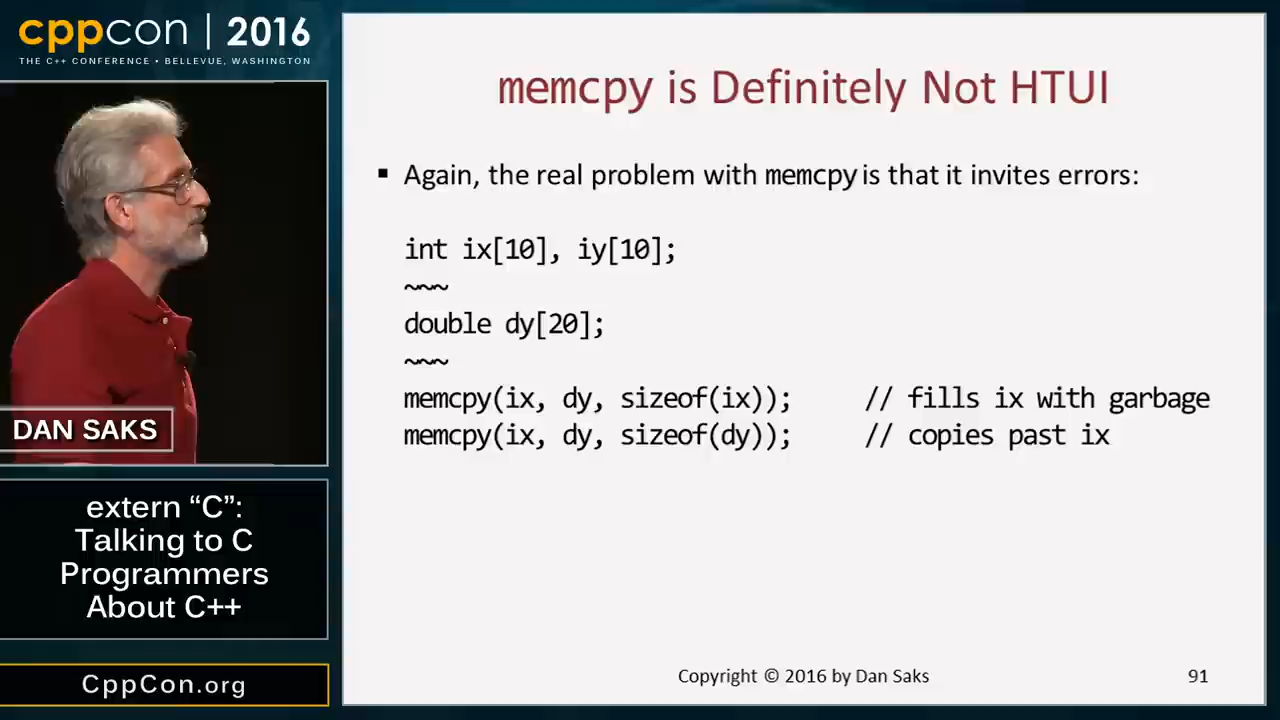 cppcon | 2016
THE C++ CONFERENCE • BELLEVUE, WASHINGTON
DAN SAKS
extern “C”:
Talking to C
Programmers
About C++
CppCon.org
memcpy is Definitely Not HTUI
▪ Again, the real problem with memcpy is that it invites errors:
int ix[10], iy[10];
~~~
double dy[20];
~~~
memcpy(ix, dy, sizeof(ix)); // fills ix with garbage
memcpy(ix, dy, sizeof(dy)); // copies past ix
Copyright © 2016 by Dan Saks
91